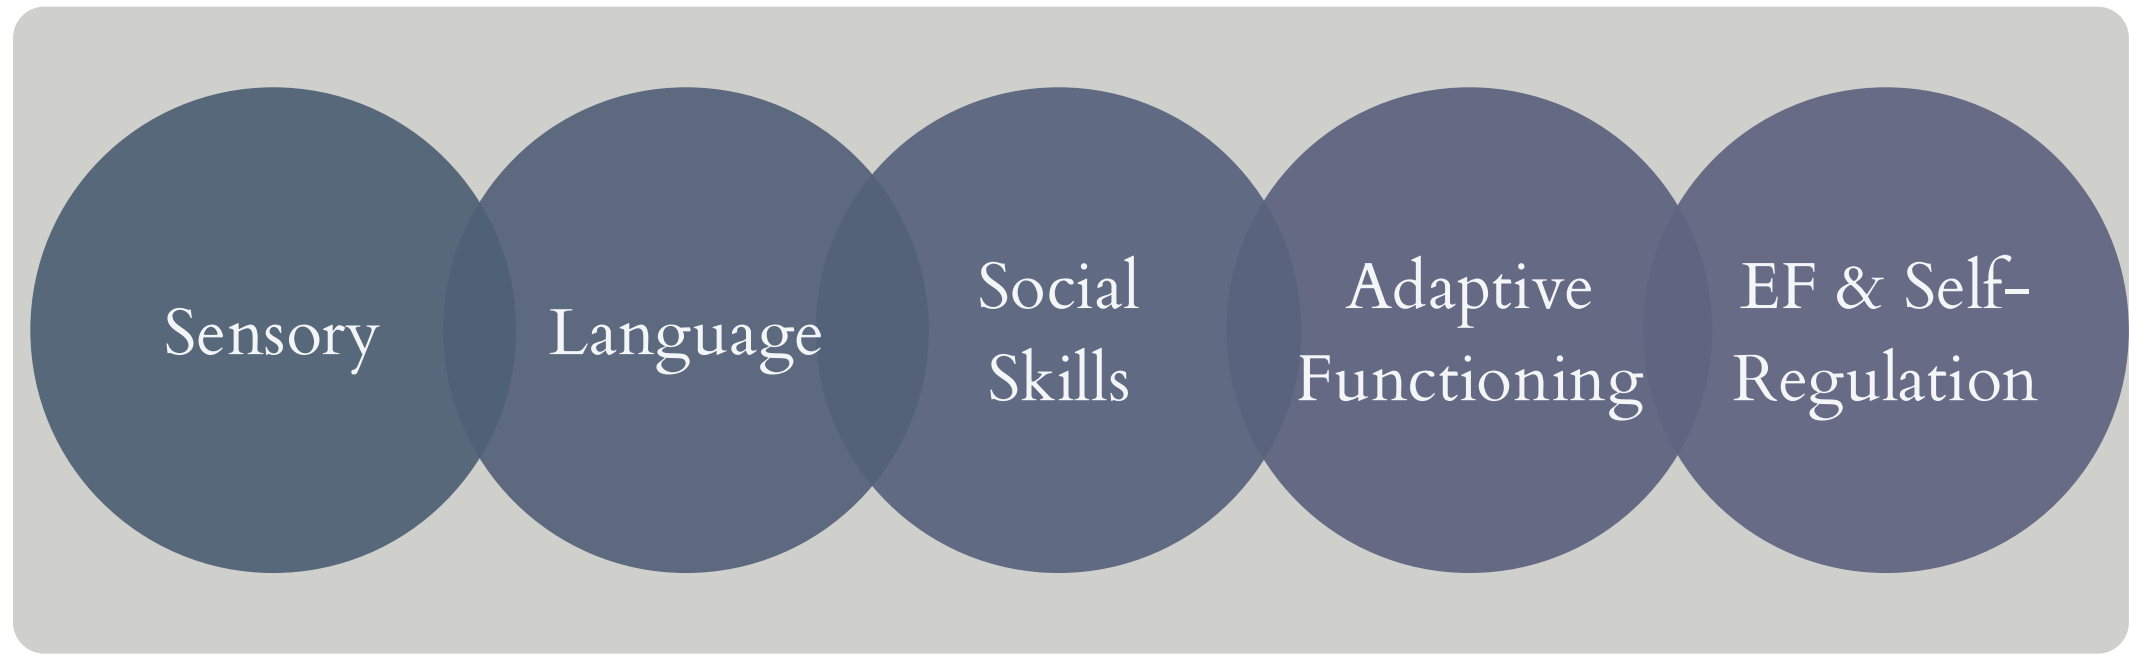 Sensory
Language
Social
Skills
Adaptive
Functioning
EF & Self-
Regulation